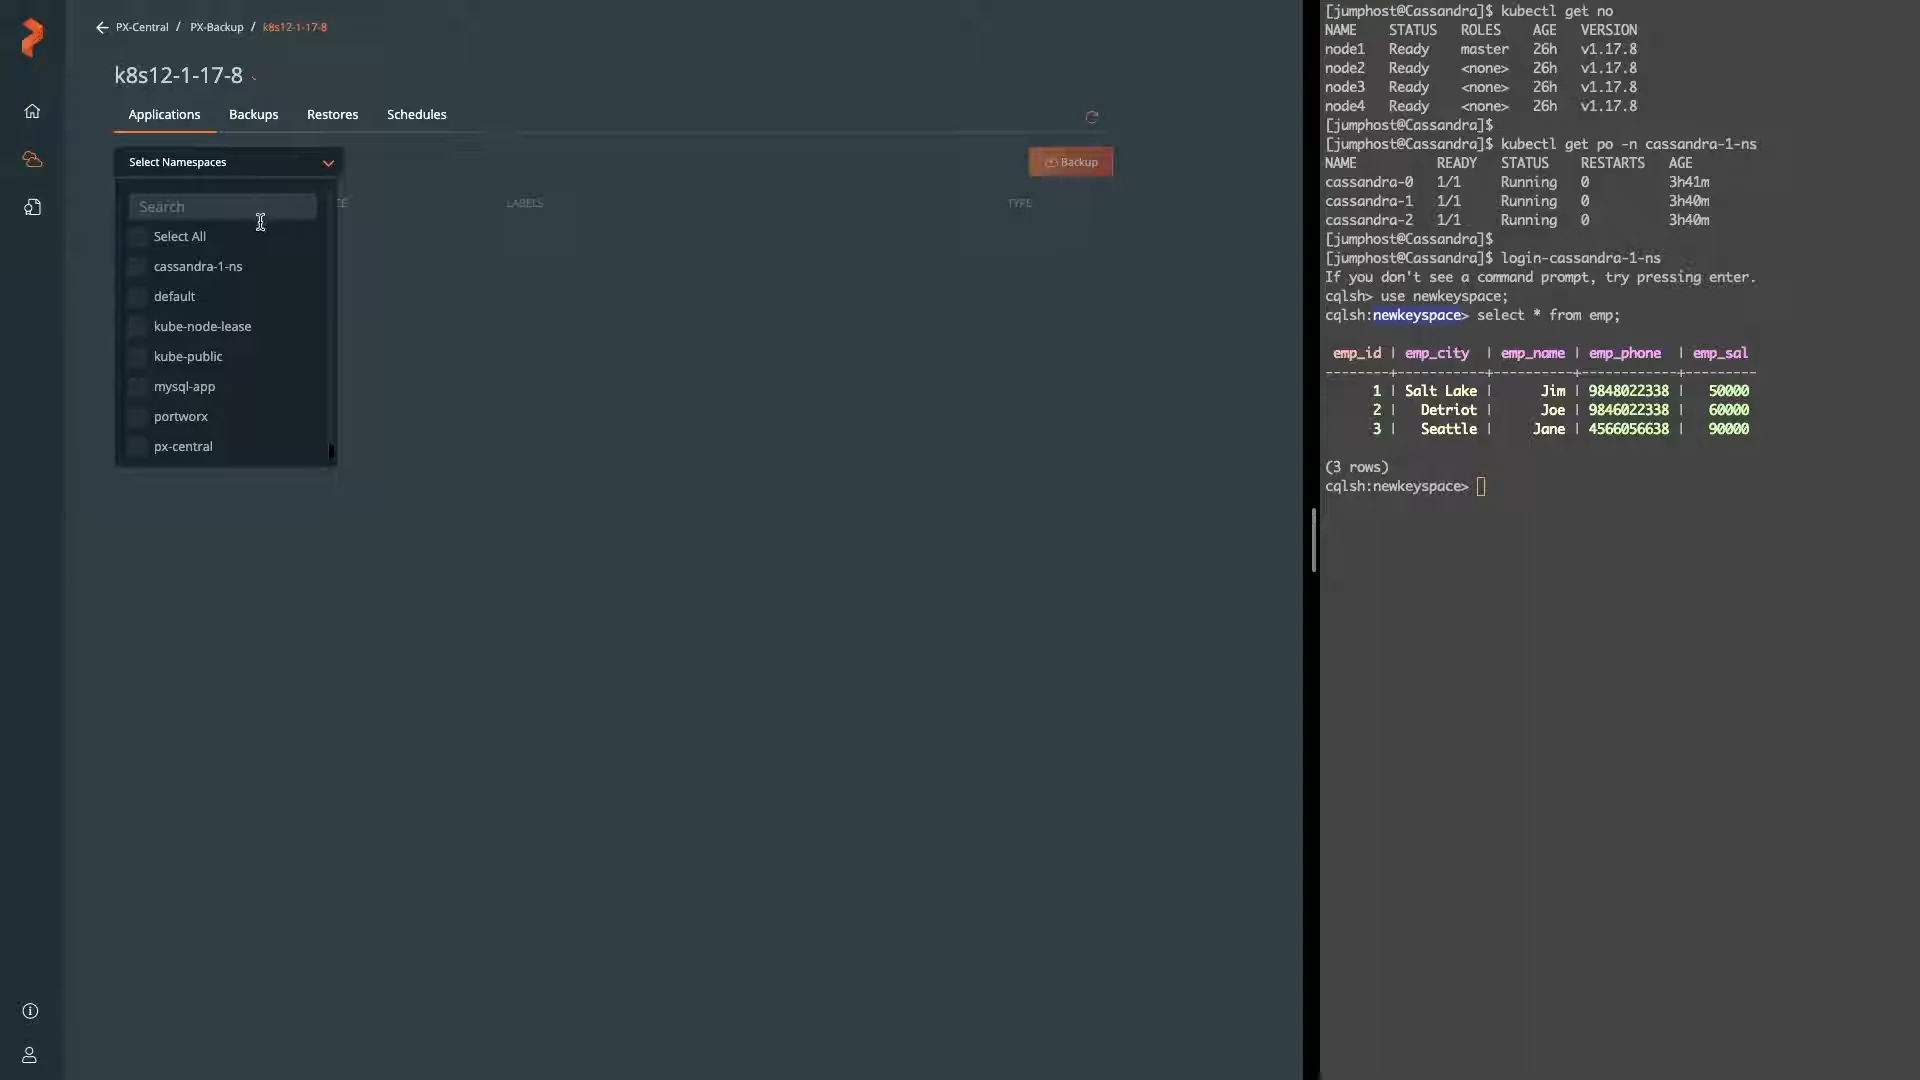 PX-Central / PX-Backup / k8s12-1-17-8
k8s12-1-17-8
Applications Backups Restores Schedules
Select Namespaces
Backup
Search
LABELS
TYPE
Select All
cassandra-1-ns
default
kube-node-lease
kube-public
mysql-app
portworx
px-central
[jumphost@Cassandra]$ kubectl get no
NAME STATUS ROLES AGE VERSION
node1 Ready master 26h v1.17.8
node2 Ready <none> 26h v1.17.8
node3 Ready <none> 26h v1.17.8
node4 Ready <none> 26h v1.17.8
[jumphost@Cassandra]$
[jumphost@Cassandra]$ kubectl get po -n cassandra-1-ns
NAME READY STATUS RESTARTS AGE
cassandra-0 1/1 Running 0 3h41m
cassandra-1 1/1 Running 0 3h40m
cassandra-2 1/1 Running 0 3h40m
[jumphost@Cassandra]$
[jumphost@Cassandra]$ login-cassandra-1-ns
If you don't see a command prompt, try pressing enter.
cqlsh> use newkeyspace;
cqlsh:newkeyspace> select * from emp;
emp_id | emp_city | emp_name | emp_phone | emp_sal
--------+-----------+----------+------------+---------
1 | Salt Lake | Jim | 9848022338 | 50000
2 | Detriot | Joe | 9846022338 | 60000
3 | Seattle | Jane | 4566056638 | 90000
(3 rows)
cqlsh:newkeyspace>